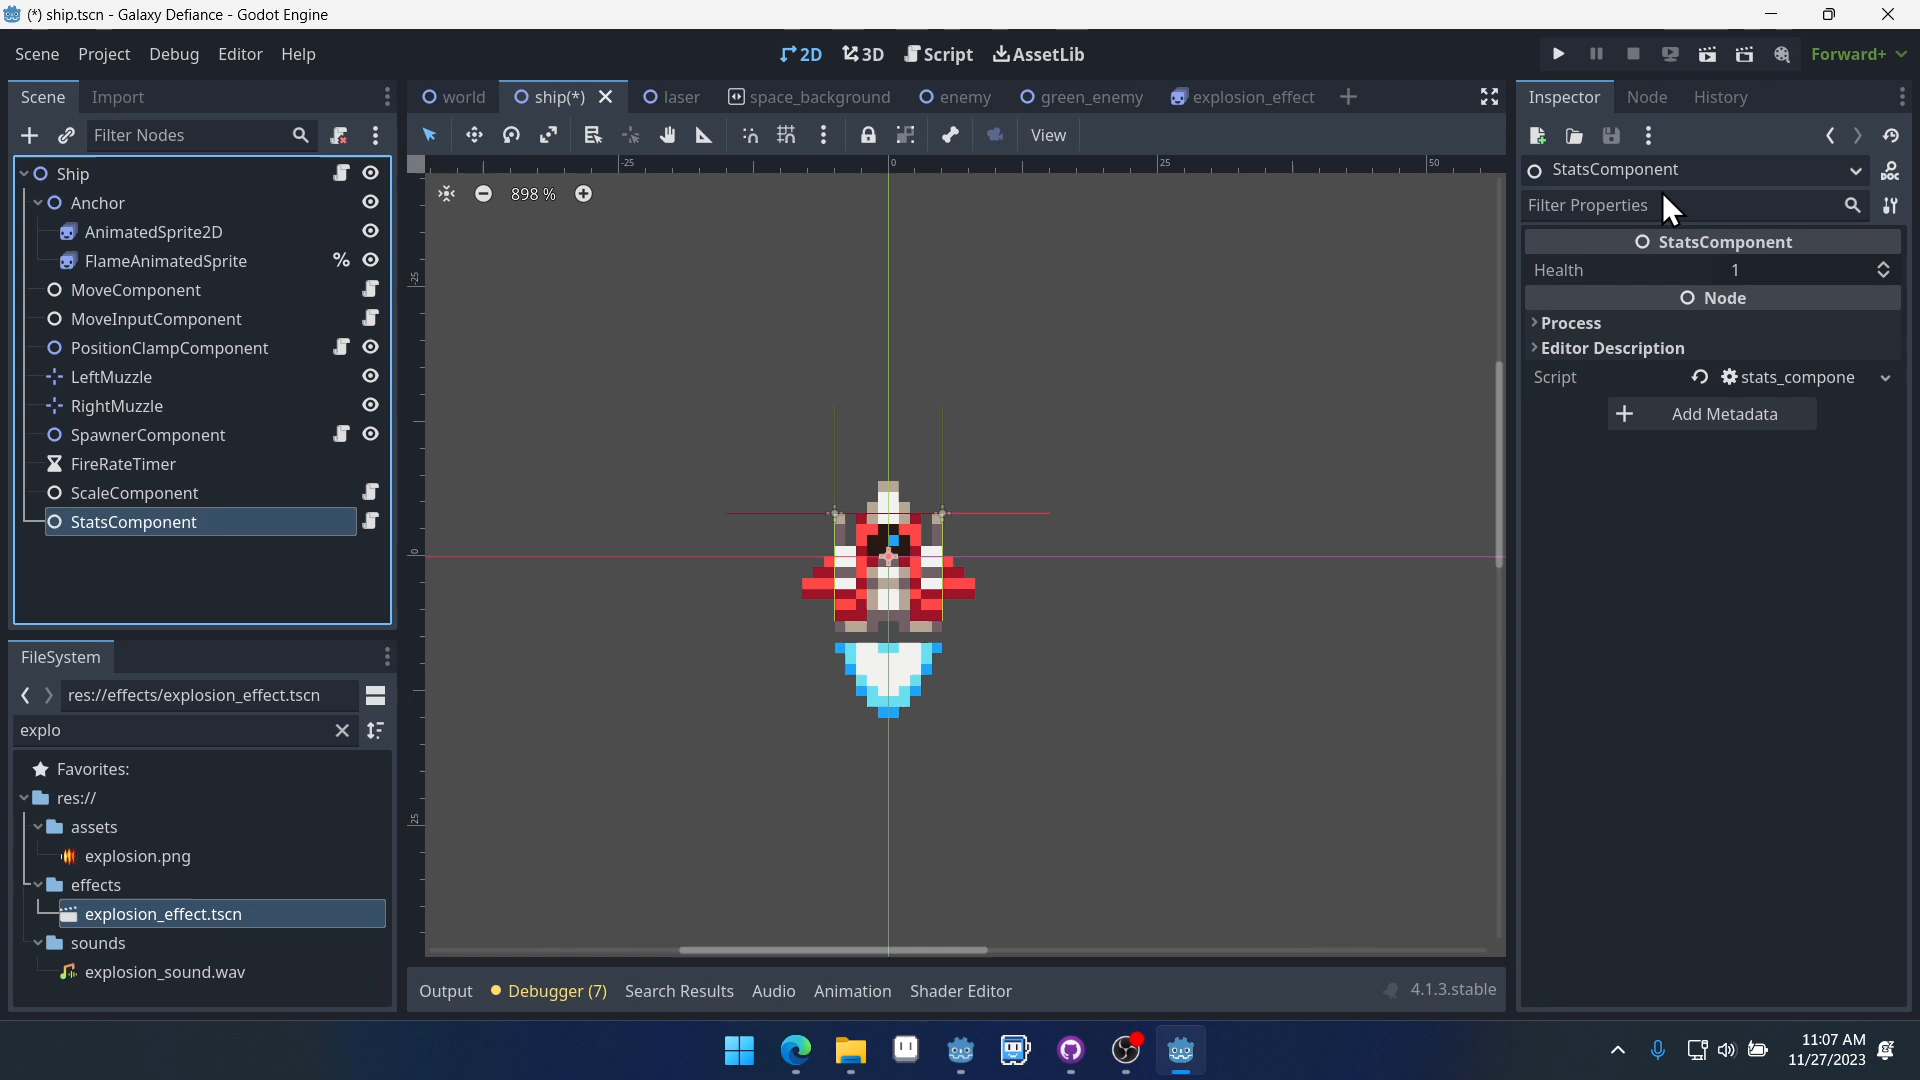 (*) ship.tscn - Galaxy Defiance - Godot Engine
Scene Project Debug Editor Help
2D 3D Script AssetLib
Forward+
Scene Import
world ship(*) laser space_background enemy green_enemy explosion_effect
Inspector Node History
Filter Nodes
View
Ship
Anchor
AnimatedSprite2D
FlameAnimatedSprite %
MoveComponent
MoveInputComponent
PositionClampComponent
LeftMuzzle
RightMuzzle
SpawnerComponent
FireRateTimer
ScaleComponent
StatsComponent
FileSystem
res://effects/explosion_effect.tscn
explo
Favorites:
res://
assets
explosion.png
effects
explosion_effect.tscn
sounds
explosion_sound.wav
-25 0 25 50
898 %
-25
0
25
Output Debugger (7) Search Results Audio Animation Shader Editor
4.1.3.stable
StatsComponent
DOC
Filter Properties
StatsComponent
Health 1
Node
Process
Editor Description
Script stats_compone
Add Metadata
11:07 AM
11/27/2023